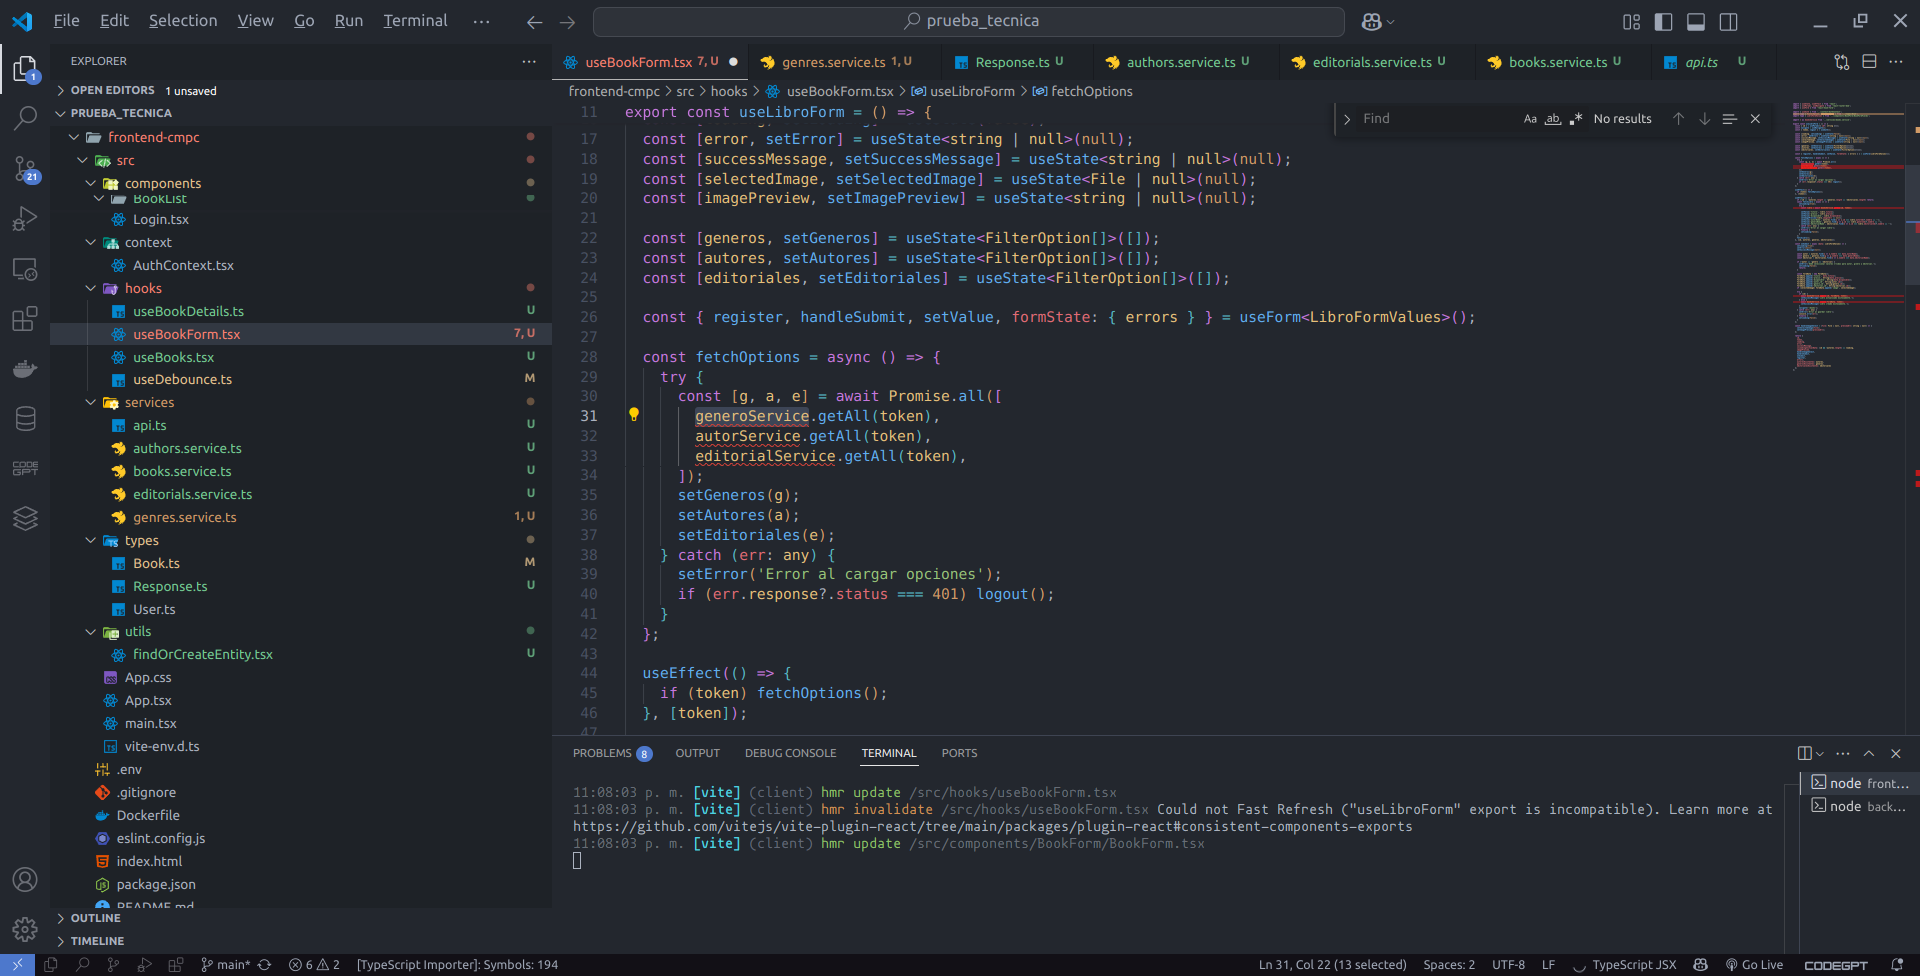 File Edit Selection View Go Run Terminal ···
prueba_tecnica
EXPLORER
OPEN EDITORS 1 unsaved
PRUEBA_TECNICA
frontend-cmpc
src
components
BookList
Login.tsx
context
AuthContext.tsx
hooks
useBookDetails.ts U
useBookForm.tsx 7, U
useBooks.tsx U
useDebounce.ts M
services
api.ts U
authors.service.ts U
books.service.ts U
editorials.service.ts U
genres.service.ts 1, U
types
Book.ts M
Response.ts U
User.ts
utils
findOrCreateEntity.tsx U
App.css
App.tsx
main.tsx
vite-env.d.ts
.env
.gitignore
Dockerfile
eslint.config.js
index.html
package.json
README.md
OUTLINE
TIMELINE
1
21
CODE
GPT
useBookForm.tsx 7, U genres.service.ts 1, U Response.ts U authors.service.ts U editorials.service.ts U books.service.ts U api.ts U
frontend-cmpc > src > hooks > useBookForm.tsx > useLibroForm > fetchOptions
Find Aa ab .* No results
11 export const useLibroForm = () => {
17 const [error, setError] = useState<string | null>(null);
18 const [successMessage, setSuccessMessage] = useState<string | null>(null);
19 const [selectedImage, setSelectedImage] = useState<File | null>(null);
20 const [imagePreview, setImagePreview] = useState<string | null>(null);
21
22 const [generos, setGeneros] = useState<FilterOption[]>([]);
23 const [autores, setAutores] = useState<FilterOption[]>([]);
24 const [editoriales, setEditoriales] = useState<FilterOption[]>([]);
25
26 const { register, handleSubmit, setValue, formState: { errors } } = useForm<LibroFormValues>();
27
28 const fetchOptions = async () => {
29 try {
30 const [g, a, e] = await Promise.all([
31 generoService.getAll(token),
32 autorService.getAll(token),
33 editorialService.getAll(token),
34 ]);
35 setGeneros(g);
36 setAutores(a);
37 setEditoriales(e);
38 } catch (err: any) {
39 setError('Error al cargar opciones');
40 if (err.response?.status === 401) logout();
41 }
42 };
43
44 useEffect(() => {
45 if (token) fetchOptions();
46 }, [token]);
47
PROBLEMS 8 OUTPUT DEBUG CONSOLE TERMINAL PORTS
11:08:03 p. m. [vite] (client) hmr update /src/hooks/useBookForm.tsx
11:08:03 p. m. [vite] (client) hmr invalidate /src/hooks/useBookForm.tsx Could not Fast Refresh ("useLibroForm" export is incompatible). Learn more at
https://github.com/vitejs/vite-plugin-react/tree/main/packages/plugin-react#consistent-components-exports
11:08:03 p. m. [vite] (client) hmr update /src/components/BookForm/BookForm.tsx
node front...
node back...
main* 6 2 [TypeScript Importer]: Symbols: 194 Ln 31, Col 22 (13 selected) Spaces: 2 UTF-8 LF TypeScript JSX Go Live CODEGPT